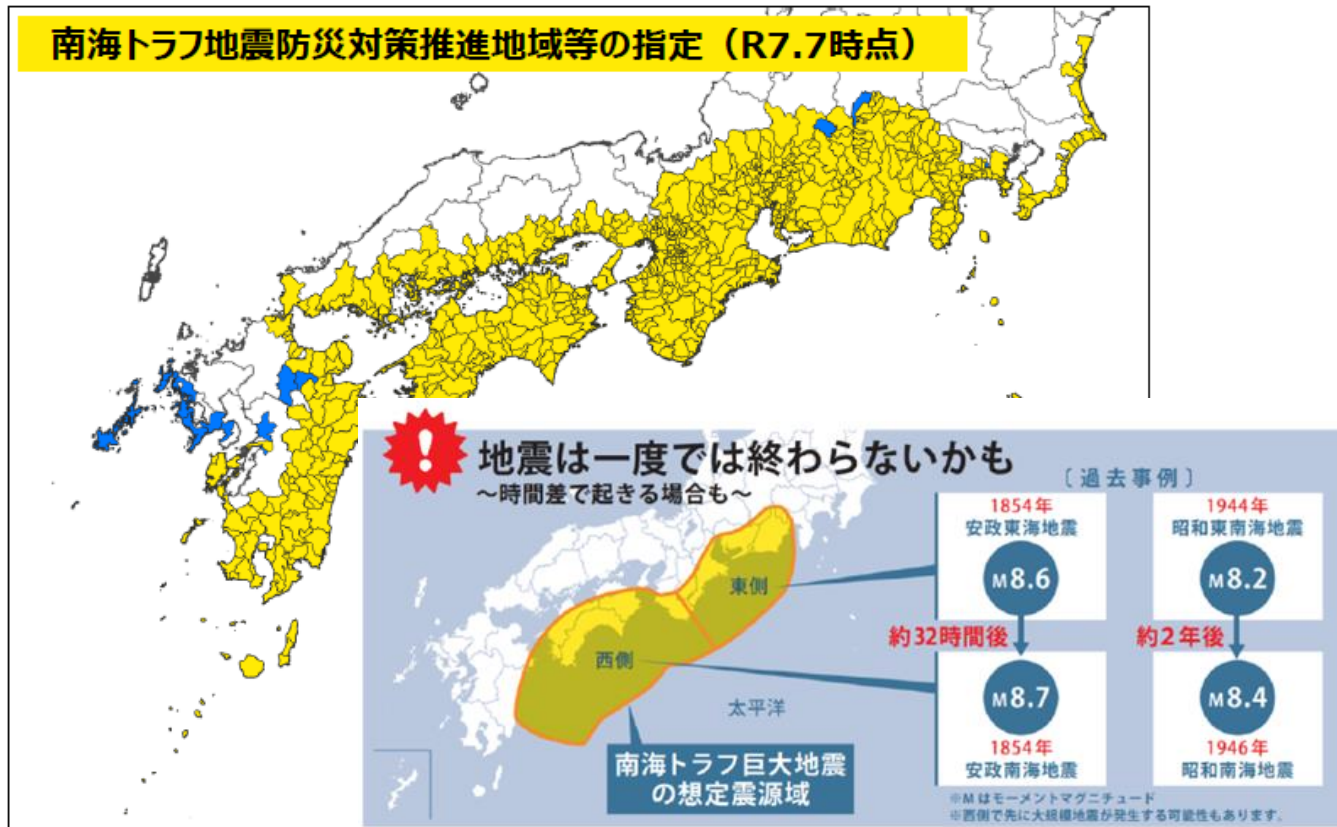 南海トラフ地震防災対策推進地域等の指定（R7.7時点）
!
地震は一度では終わらないかも
～時間差で起きる場合も～
〔過去事例〕
1854年
安政東海地震
M8.6
約32時間後
M8.7
1854年
安政南海地震
1944年
昭和東南海地震
M8.2
約2年後
M8.4
1946年
昭和南海地震
東側
西側
太平洋
南海トラフ巨大地震
の想定震源域
※Mはモーメントマグニチュード
※西側で先に大規模地震が発生する可能性もあります。